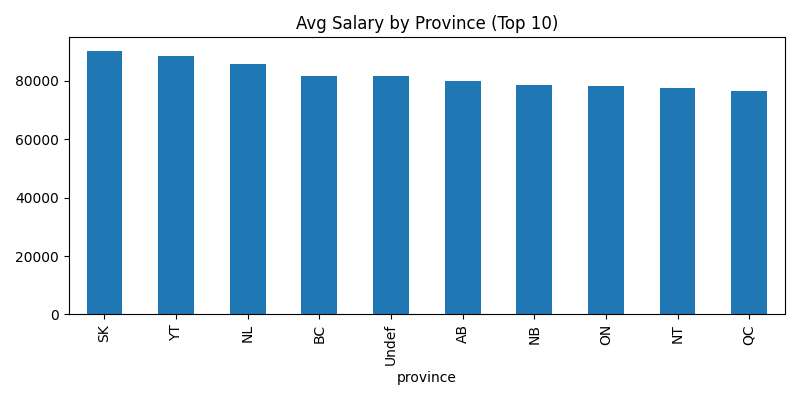 Avg Salary by Province (Top 10)
80000
60000
40000
20000
0
SK
YT
NL
BC
Undef
AB
NB
ON
NT
QC
province